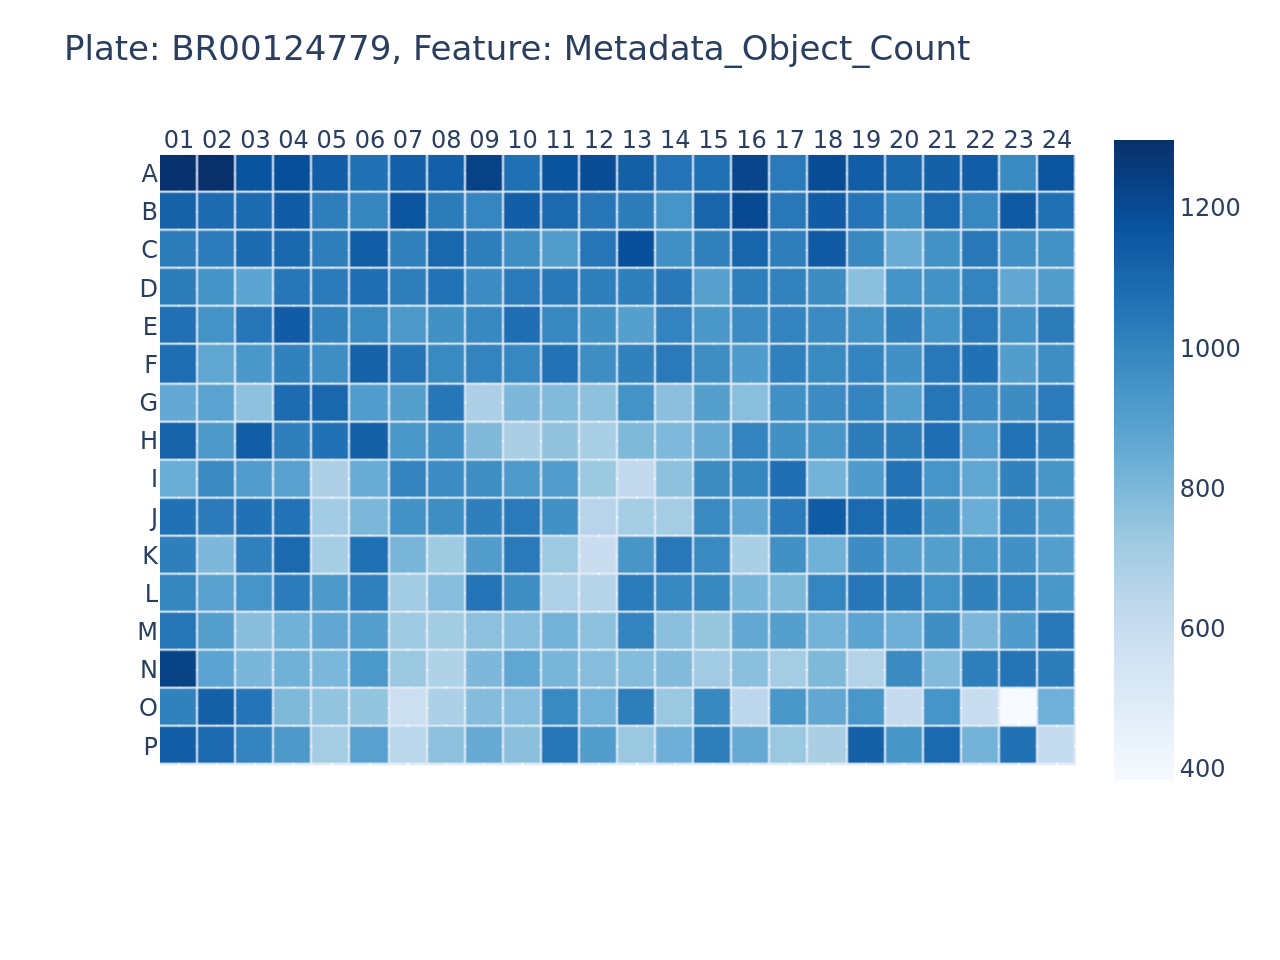 Plate: BR00124779, Feature: Metadata_Object_Count
01 02 03 04 05 06 07 08 09 10 11 12 13 14 15 16 17 18 19 20 21 22 23 24
A
B
C
D
E
F
G
H
I
J
K
L
M
N
O
P
1200
1000
800
600
400